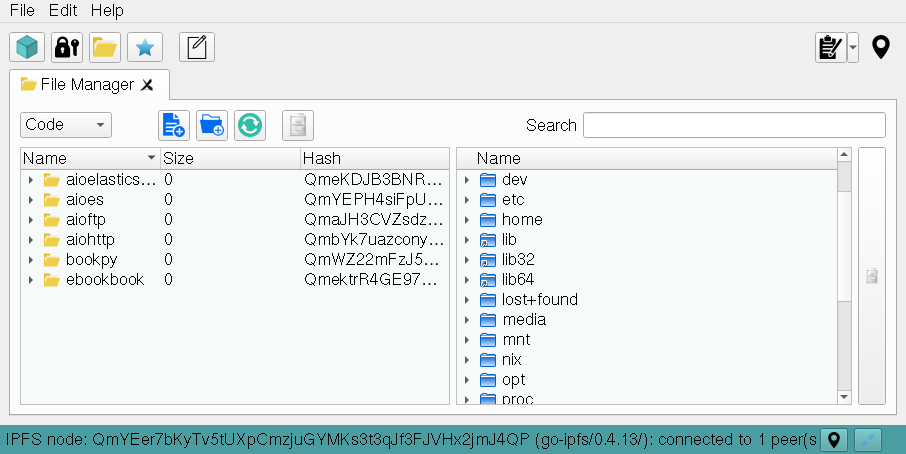 File Edit Help
File Manager
Code
Search
Name Size Hash
aioelastics... 0 QmeKDJB3BNR...
aioes 0 QmYEPH4siFpU...
aioftp 0 QmaJH3CVZsdz...
aiohttp 0 QmbYk7uazcony...
bookpy 0 QmWZ22mFzJ5...
ebookbook 0 QmektrR4GE97...
Name
dev
etc
home
lib
lib32
lib64
lost+found
media
mnt
nix
opt
proc
IPFS node: QmYEer7bKyTv5tUXpCmzjuGYMKs3t3qJf3FJVHx2jmJ4QP (go-ipfs/0.4.13/): connected to 1 peer(s